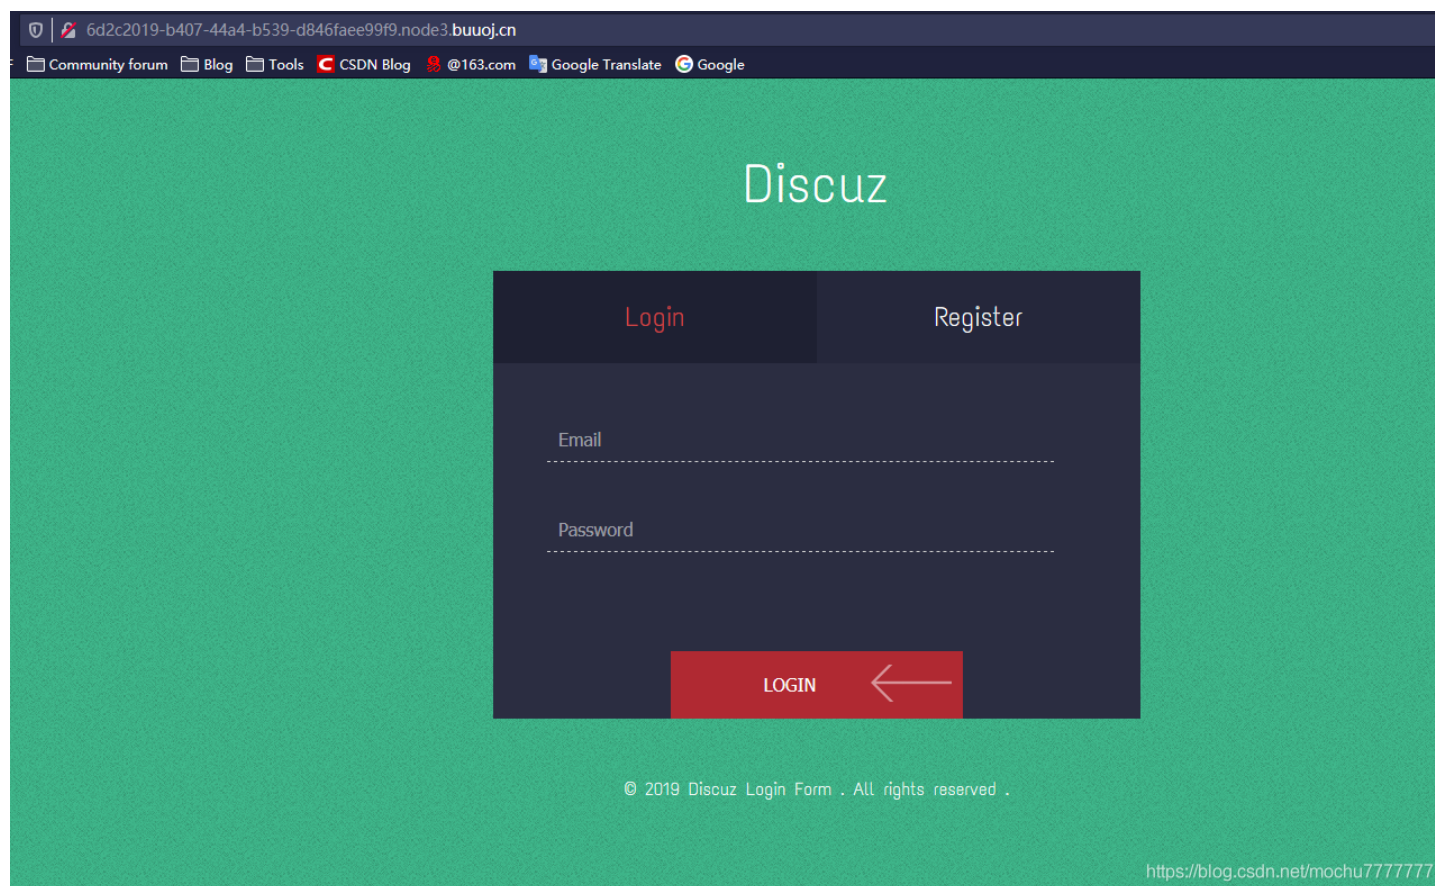 6d2c2019-b407-44a4-b539-d846faee99f9.node3.buuoj.cn
Community forum Blog Tools CSDN Blog @163.com Google Translate Google
Discuz
Login Register
Email
Password
LOGIN
© 2019 Discuz Login Form . All rights reserved .
https://blog.csdn.net/mochu7777777